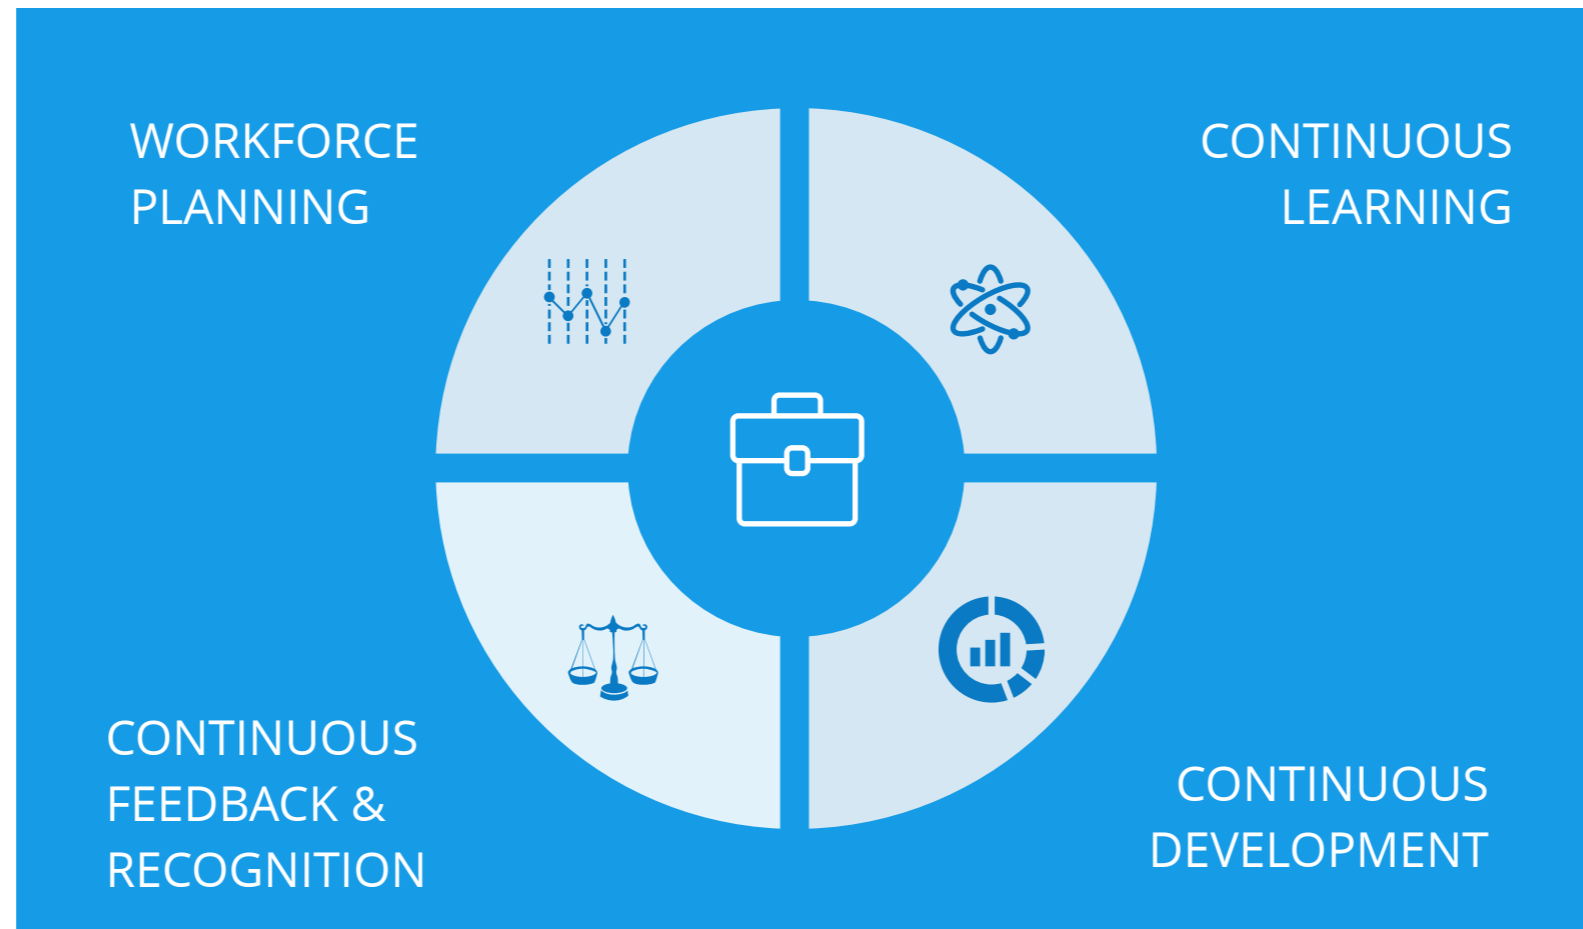 WORKFORCE
PLANNING
CONTINUOUS
LEARNING
CONTINUOUS
FEEDBACK &
RECOGNITION
CONTINUOUS
DEVELOPMENT